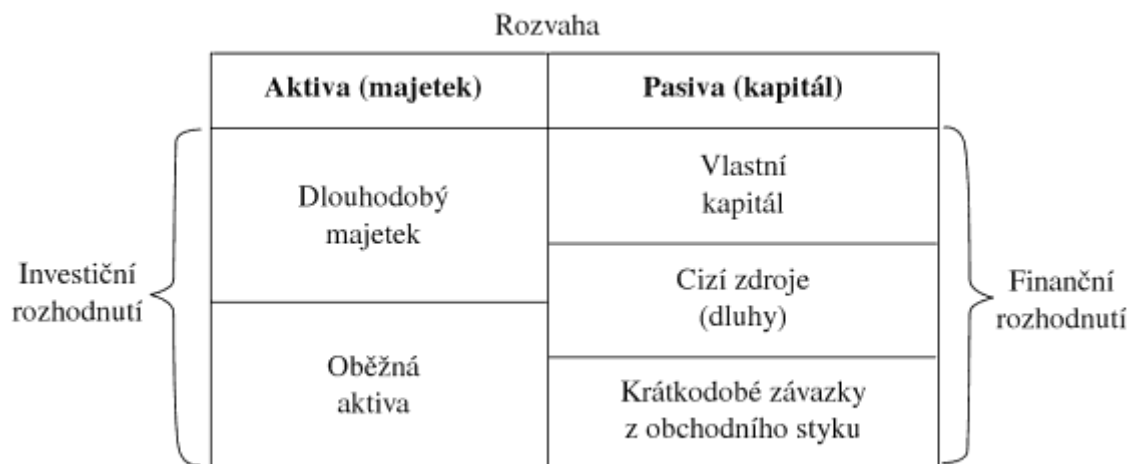 Rozvaha
Aktiva (majetek)
Pasiva (kapitál)
Investiční
rozhodnutí
Dlouhodobý
majetek
Oběžná
aktiva
Vlastní
kapitál
Cizí zdroje
(dluhy)
Krátkodobé závazky
z obchodního styku
Finanční
rozhodnutí